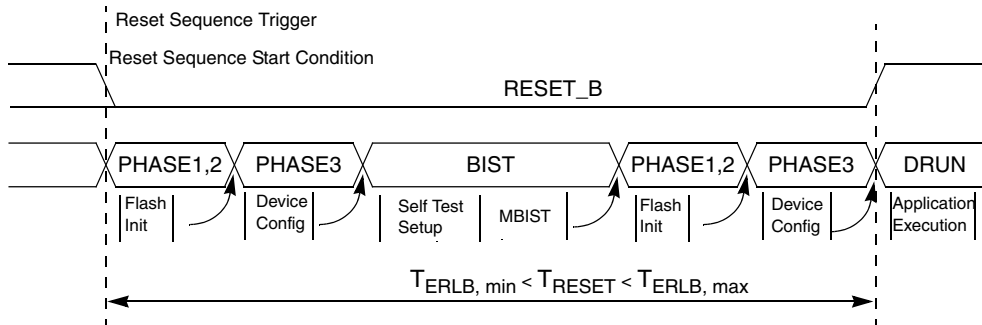 Reset Sequence Trigger
Reset Sequence Start Condition
RESET_B
PHASE1,2 PHASE3 BIST PHASE1,2 PHASE3 DRUN
Flash Init
Device Config
Self Test Setup
MBIST
Flash Init
Device Config
Application Execution
TERLB, min < TRESET < TERLB, max